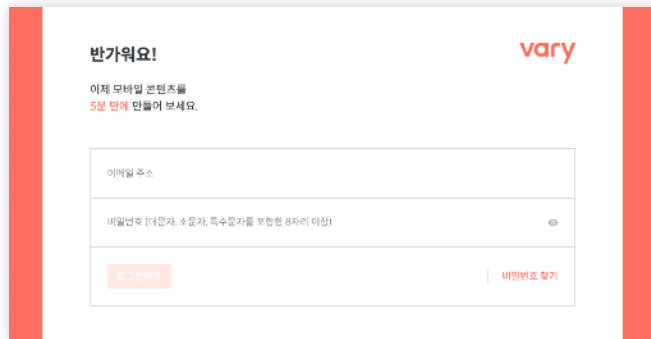 반가워요!
vary
이제 모바일 콘텐츠를
5분 만에 만들어 보세요.
이메일 주소
비밀번호 (대문자, 소문자, 특수문자를 포함한 8자리 이상)
로그인하기
비밀번호 찾기